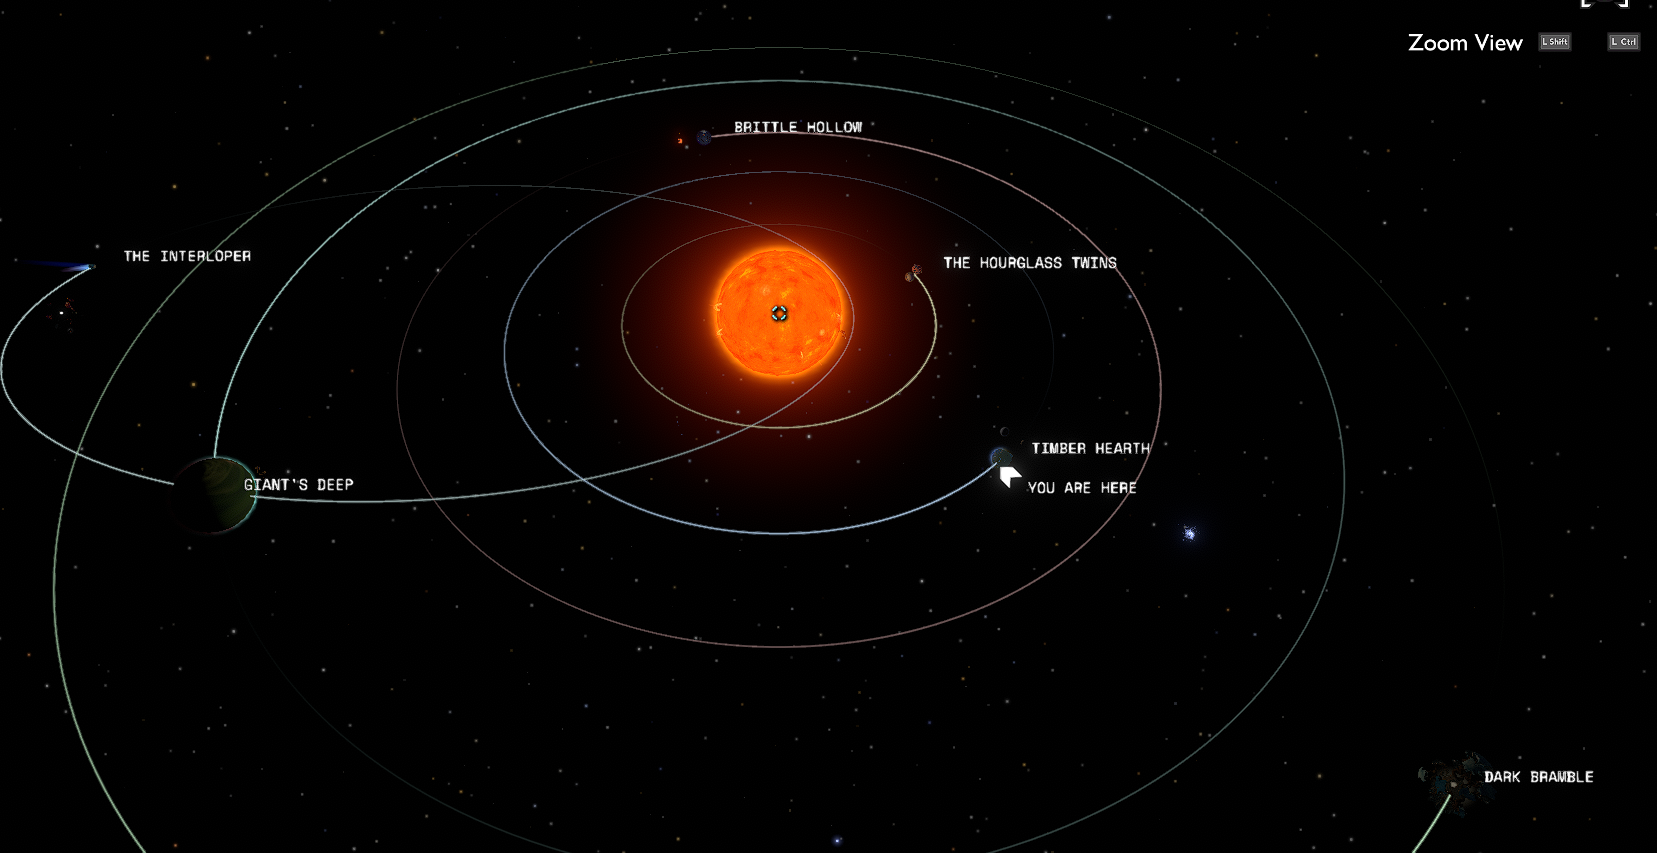 Zoom View L Shift L Ctrl
BRITTLE HOLLOW
THE INTERLOPER
THE HOURGLASS TWINS
TIMBER HEARTH
GIANT'S DEEP
YOU ARE HERE
DARK BRAMBLE